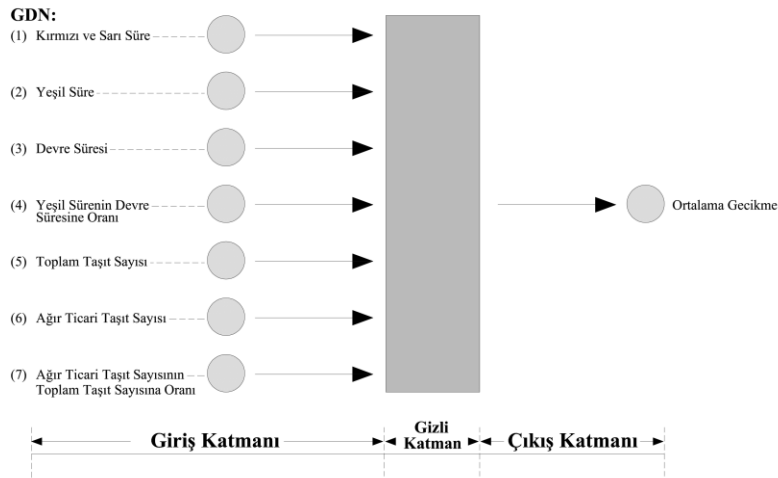 GDN:
(1) Kırmızı ve Sarı Süre
(2) Yeşil Süre
(3) Devre Süresi
(4) Yeşil Sürenin Devre
Süresine Oranı
Ortalama Gecikme
(5) Toplam Taşıt Sayısı
(6) Ağır Ticari Taşıt Sayısı
(7) Ağır Ticari Taşıt Sayısının
Toplam Taşıt Sayısına Oranı
Giriş Katmanı
Gizli
Katman
Çıkış Katmanı